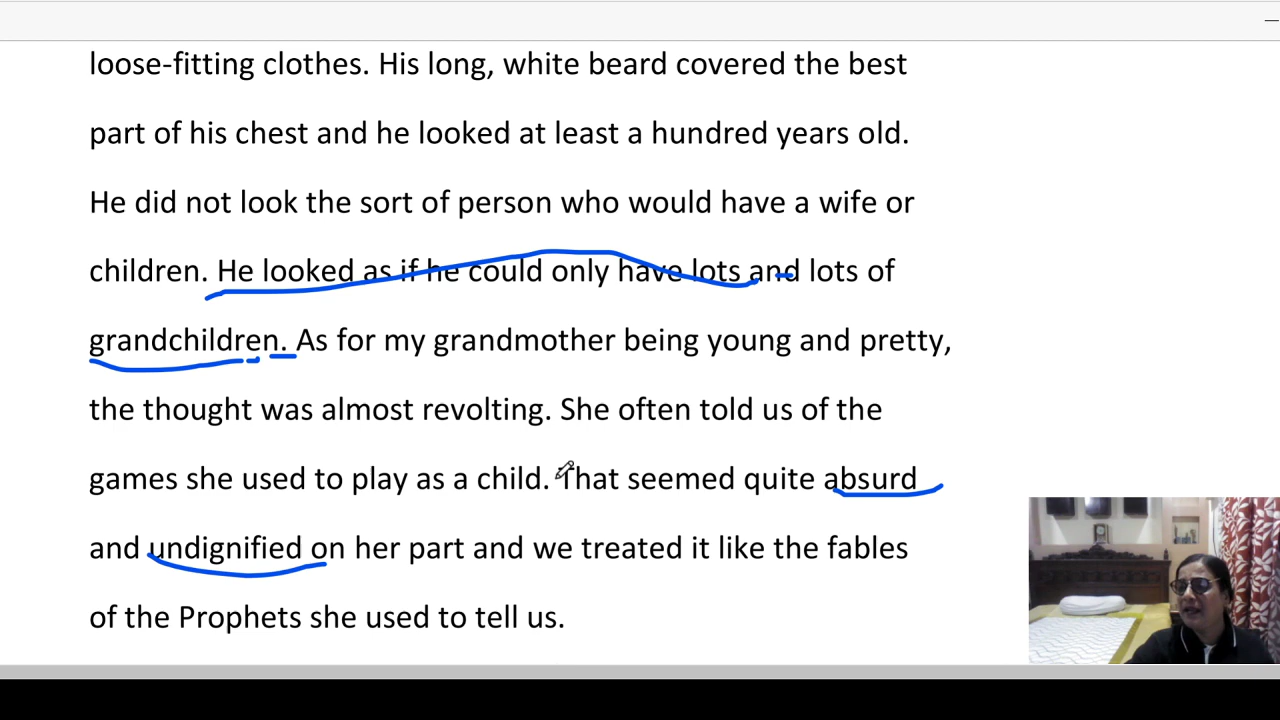 loose-fitting clothes. His long, white beard covered the best
part of his chest and he looked at least a hundred years old.
He did not look the sort of person who would have a wife or
children. He looked as if he could only have lots and lots of
grandchildren. As for my grandmother being young and pretty,
the thought was almost revolting. She often told us of the
games she used to play as a child. That seemed quite absurd
and undignified on her part and we treated it like the fables
of the Prophets she used to tell us.